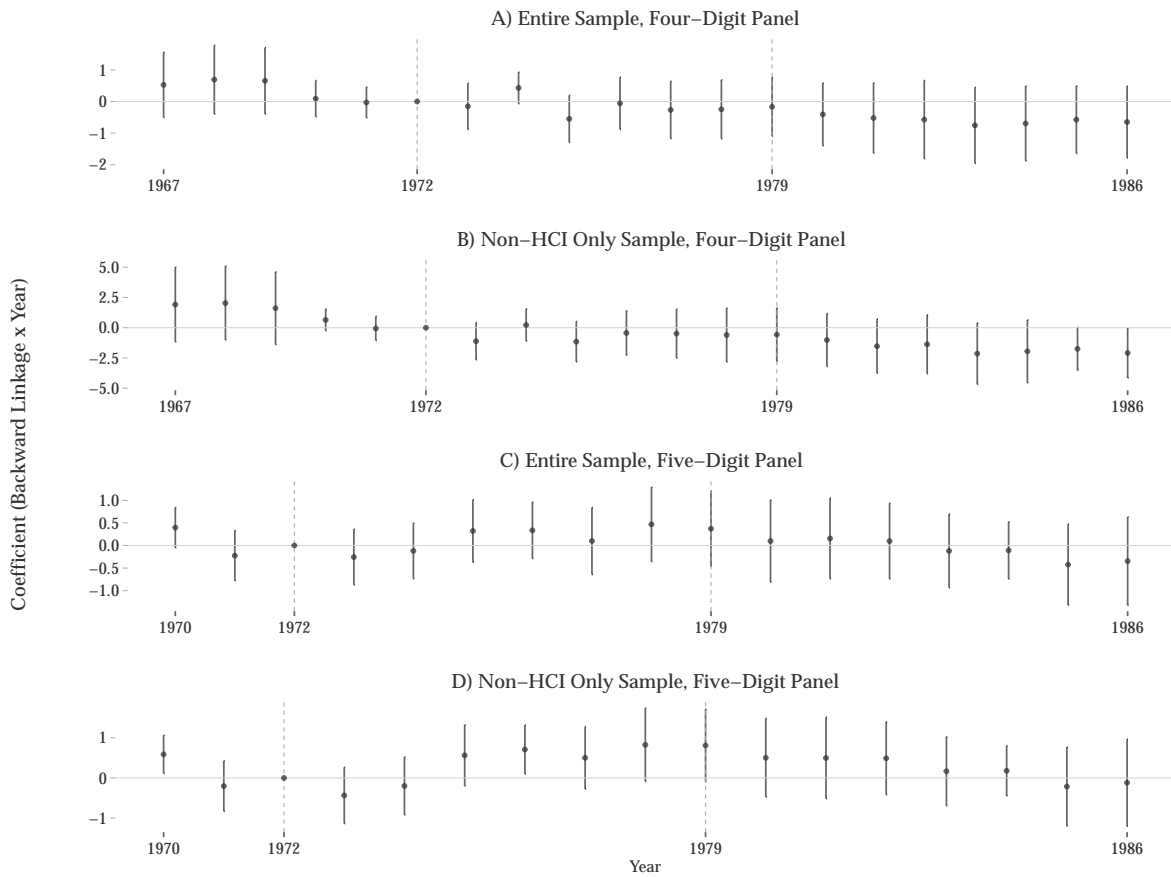 A) Entire Sample, Four−Digit Panel
1
0
−1
−2
1967 1972 1979 1986
B) Non−HCI Only Sample, Four−Digit Panel
5.0
2.5
0.0
−2.5
−5.0
1967 1972 1979 1986
Coefficient (Backward Linkage x Year)
C) Entire Sample, Five−Digit Panel
1.0
0.5
0.0
−0.5
−1.0
1970 1972 1979 1986
D) Non−HCI Only Sample, Five−Digit Panel
1
0
−1
1970 1972 1979 1986
Year